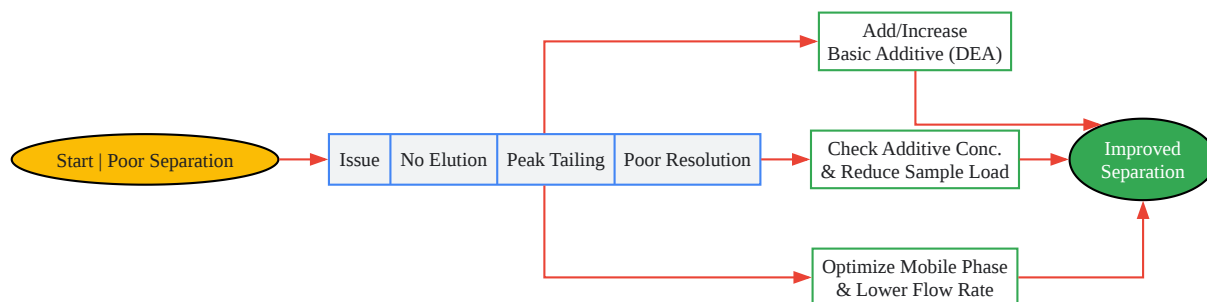 Start | Poor Separation
Issue
No Elution
Peak Tailing
Poor Resolution
Add/Increase
Basic Additive (DEA)
Check Additive Conc.
& Reduce Sample Load
Optimize Mobile Phase
& Lower Flow Rate
Improved
Separation